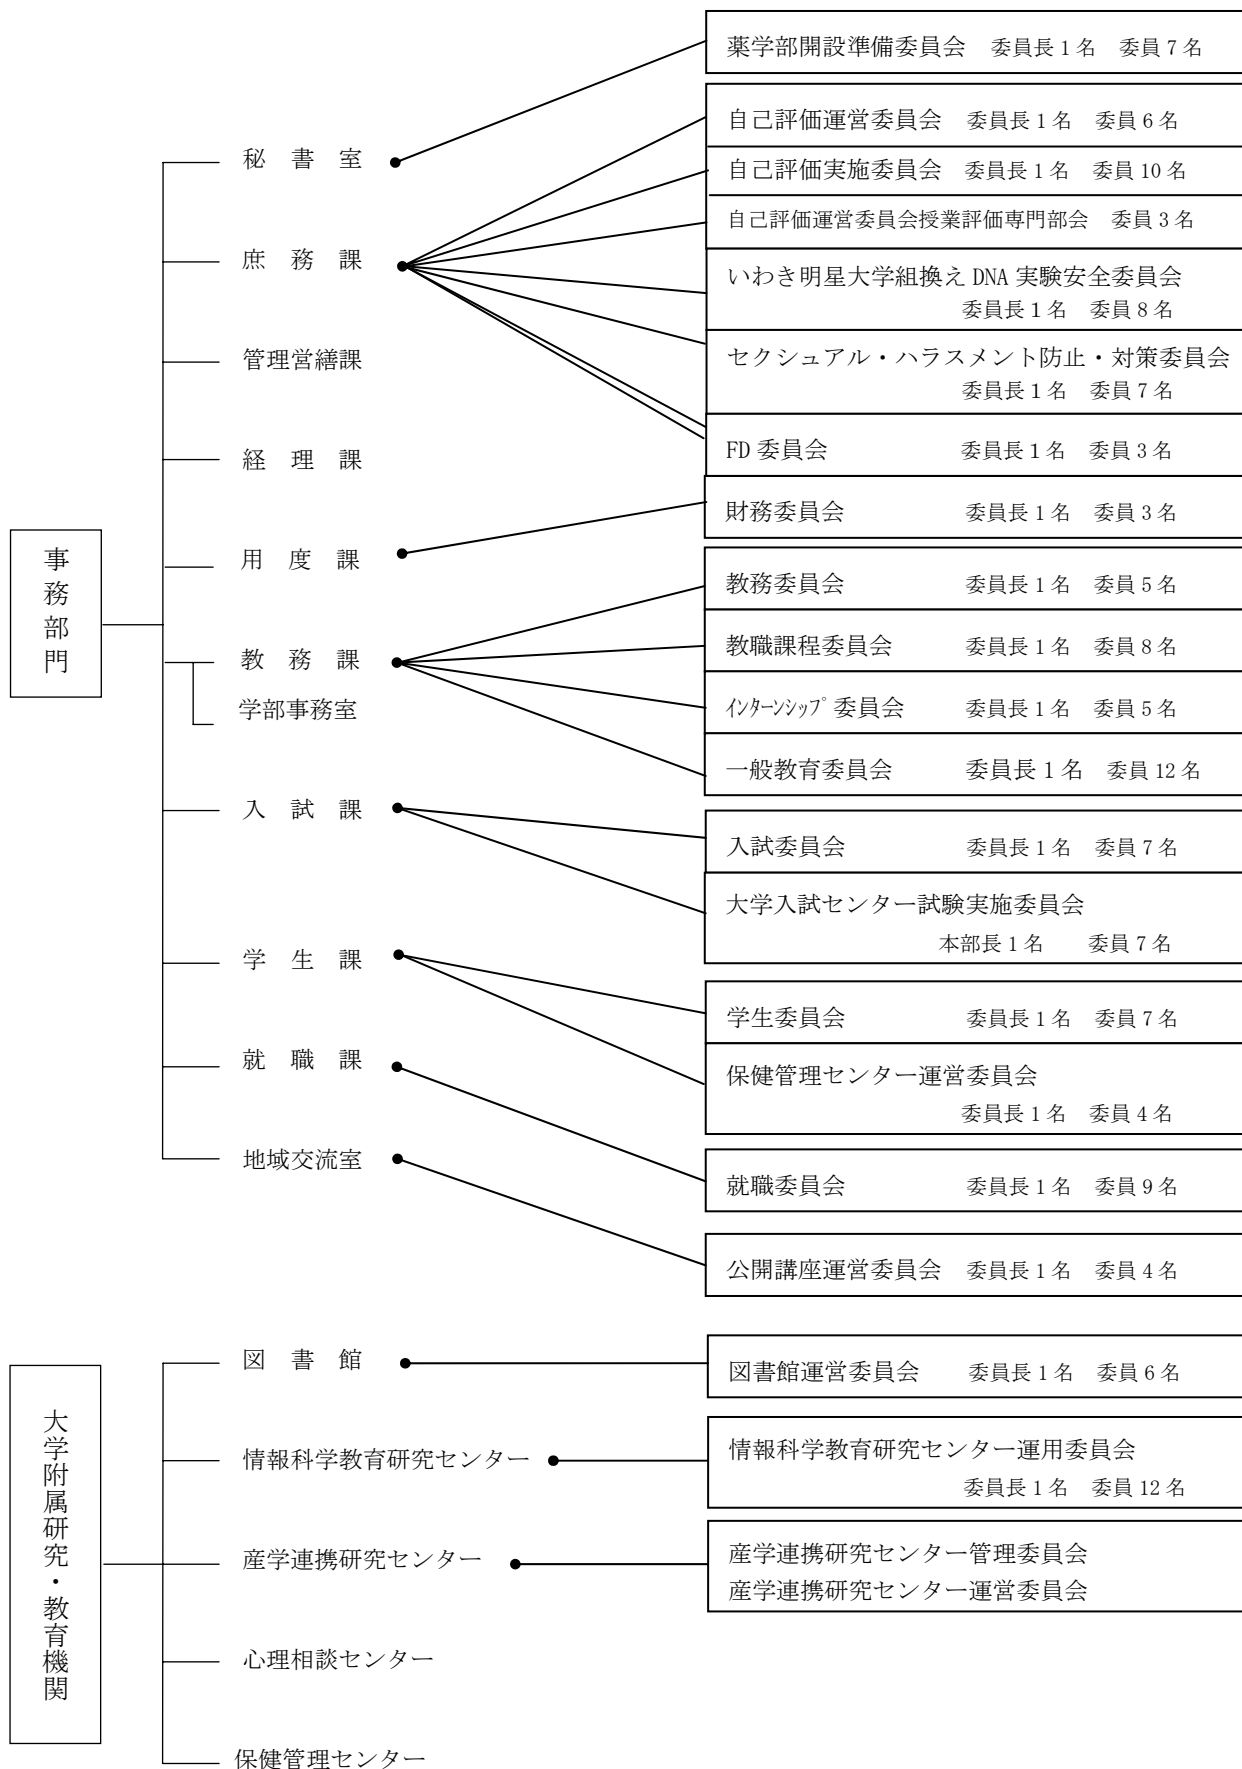 薬学部開設準備委員会 委員長 1 名 委員 7 名
自己評価運営委員会 委員長 1 名 委員 6 名
秘 書 室
自己評価実施委員会 委員長 1 名 委員 10 名
自己評価運営委員会授業評価専門部会 委員 3 名
庶 務 課
いわき明星大学組換え DNA 実験安全委員会
委員長 1 名 委員 8 名
管理営繕課
セクシュアル・ハラスメント防止・対策委員会
委員長 1 名 委員 7 名
経 理 課
FD 委員会 委員長 1 名 委員 3 名
財務委員会 委員長 1 名 委員 3 名
事務部門
用 度 課
教務委員会 委員長 1 名 委員 5 名
教 務 課
教職課程委員会 委員長 1 名 委員 8 名
学部事務室
インターンシップ 委員会 委員長 1 名 委員 5 名
一般教育委員会 委員長 1 名 委員 12 名
入 試 課
入試委員会 委員長 1 名 委員 7 名
大学入試センター試験実施委員会
本部長 1 名 委員 7 名
学 生 課
学生委員会 委員長 1 名 委員 7 名
就 職 課
保健管理センター運営委員会
委員長 1 名 委員 4 名
地域交流室
就職委員会 委員長 1 名 委員 9 名
公開講座運営委員会 委員長 1 名 委員 4 名
大学附属研究・教育機関
図 書 館
図書館運営委員会 委員長 1 名 委員 6 名
情報科学教育研究センター
情報科学教育研究センター運用委員会
委員長 1 名 委員 12 名
産学連携研究センター
産学連携研究センター管理委員会
産学連携研究センター運営委員会
心理相談センター
保健管理センター